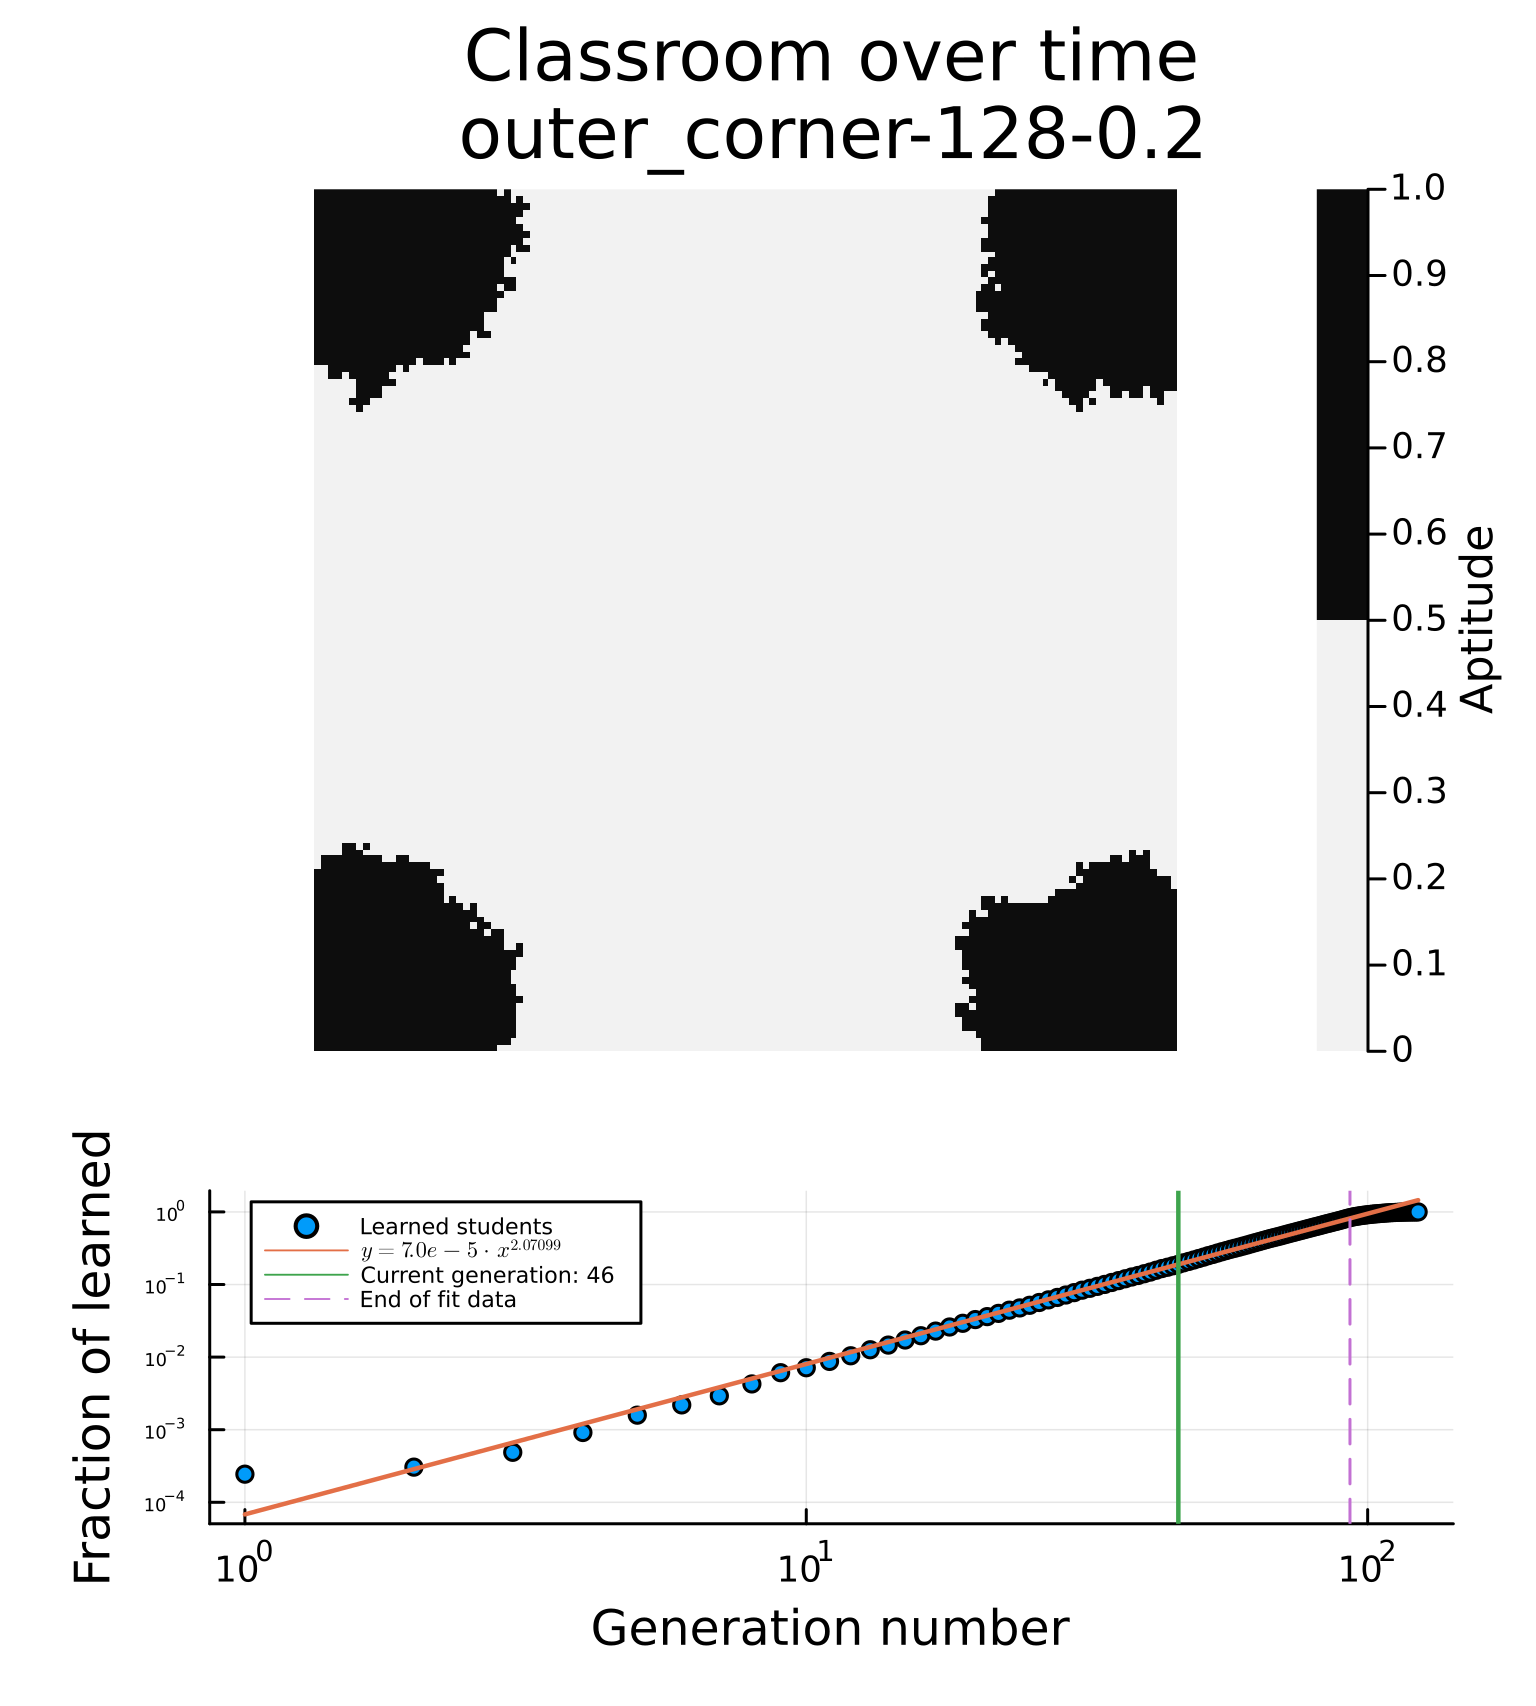 Classroom over time
outer_corner-128-0.2
1.0
0.9
0.8
0.7
0.6
0.5
0.4
0.3
0.2
0.1
0
Aptitude
Fraction of learned
10⁰
10⁻¹
10⁻²
10⁻³
10⁻⁴
Learned students
y = 7.0e − 5 · x^2.07099
Current generation: 46
End of fit data
10⁰
10¹
10²
Generation number